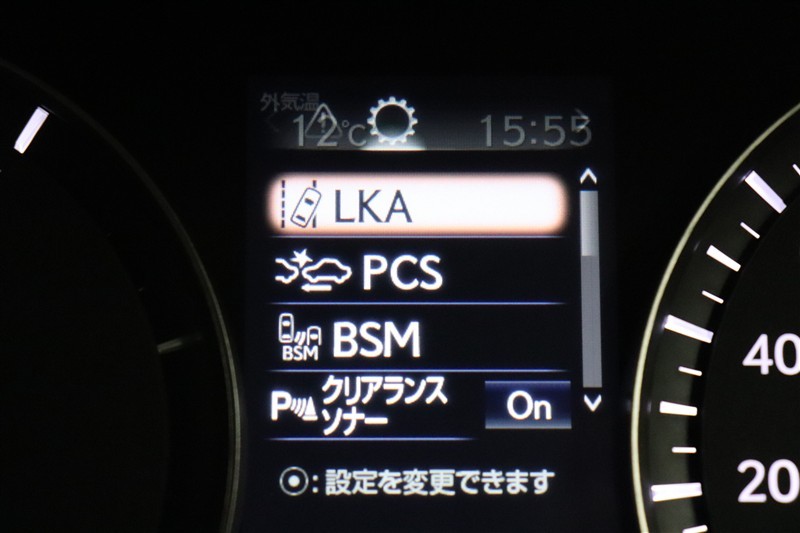 外気温
12℃ 15:55
LKA
PCS
BSM BSM
P クリアランス
ソナー On
⦿:設定を変更できます
40
20